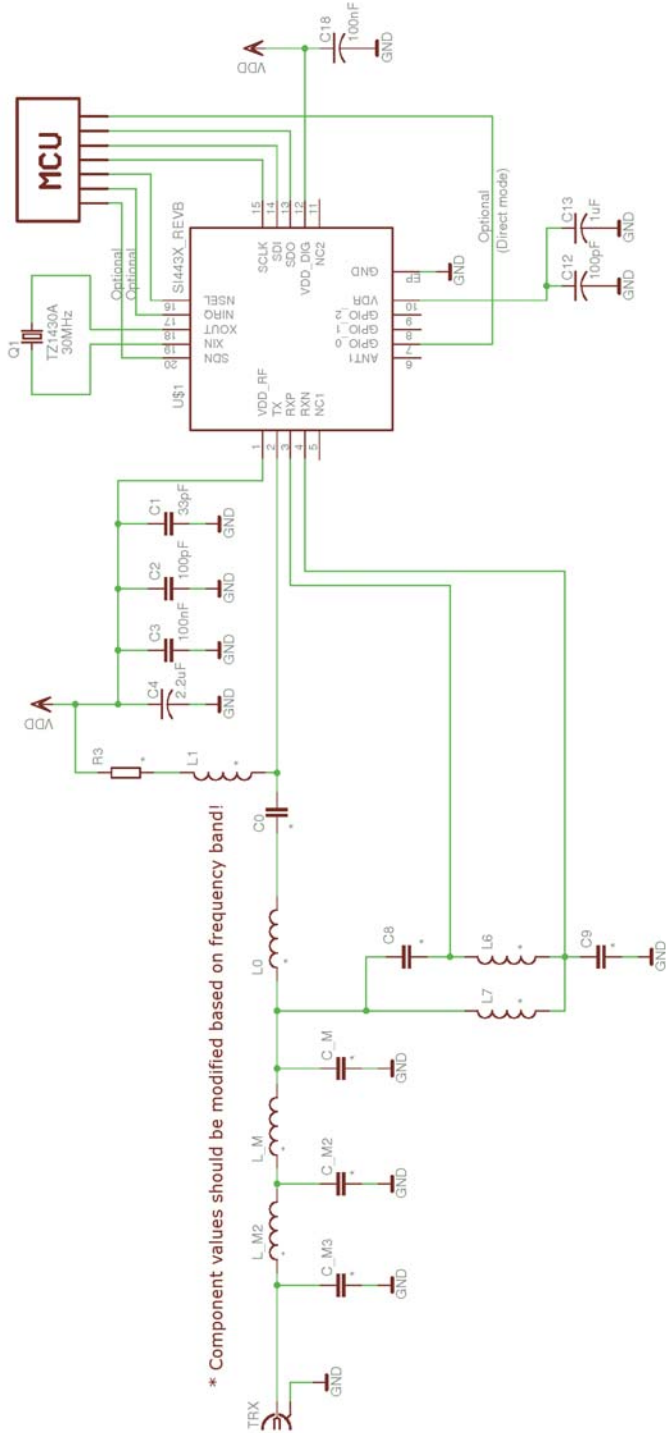 TRX
GND
L_M2
*
C_M3
*
GND
L_M
*
C_M2
*
GND
C_M
*
GND
* Component values should be modified based on frequency band!
L0
*
C0
*
L1
*
R3
*
VDD
C4
2.2uF
GND
C3
100nF
GND
C2
100pF
GND
C1
33pF
GND
C8
*
L6
*
L7
*
C9
*
GND
Q1
TZ1430A
30MHz
MCU
Optional
Optional
U$1
SI443X_REVB
1
VDD_RF
2
TX
3
RXP
4
RXN
5
NC1
20
SDN
19
XIN
18
XOUT
17
NIRQ
16
NSEL
15
SCLK
14
SDI
13
SDO
12
VDD_DIG
11
NC2
6
ANT1
7
GPIO_0
8
GPIO_1
9
GPIO_2
10
VDR
EP
GND
GND
VDD
C18
100nF
GND
Optional
(Direct mode)
C12
100pF
GND
C13
1uF
GND